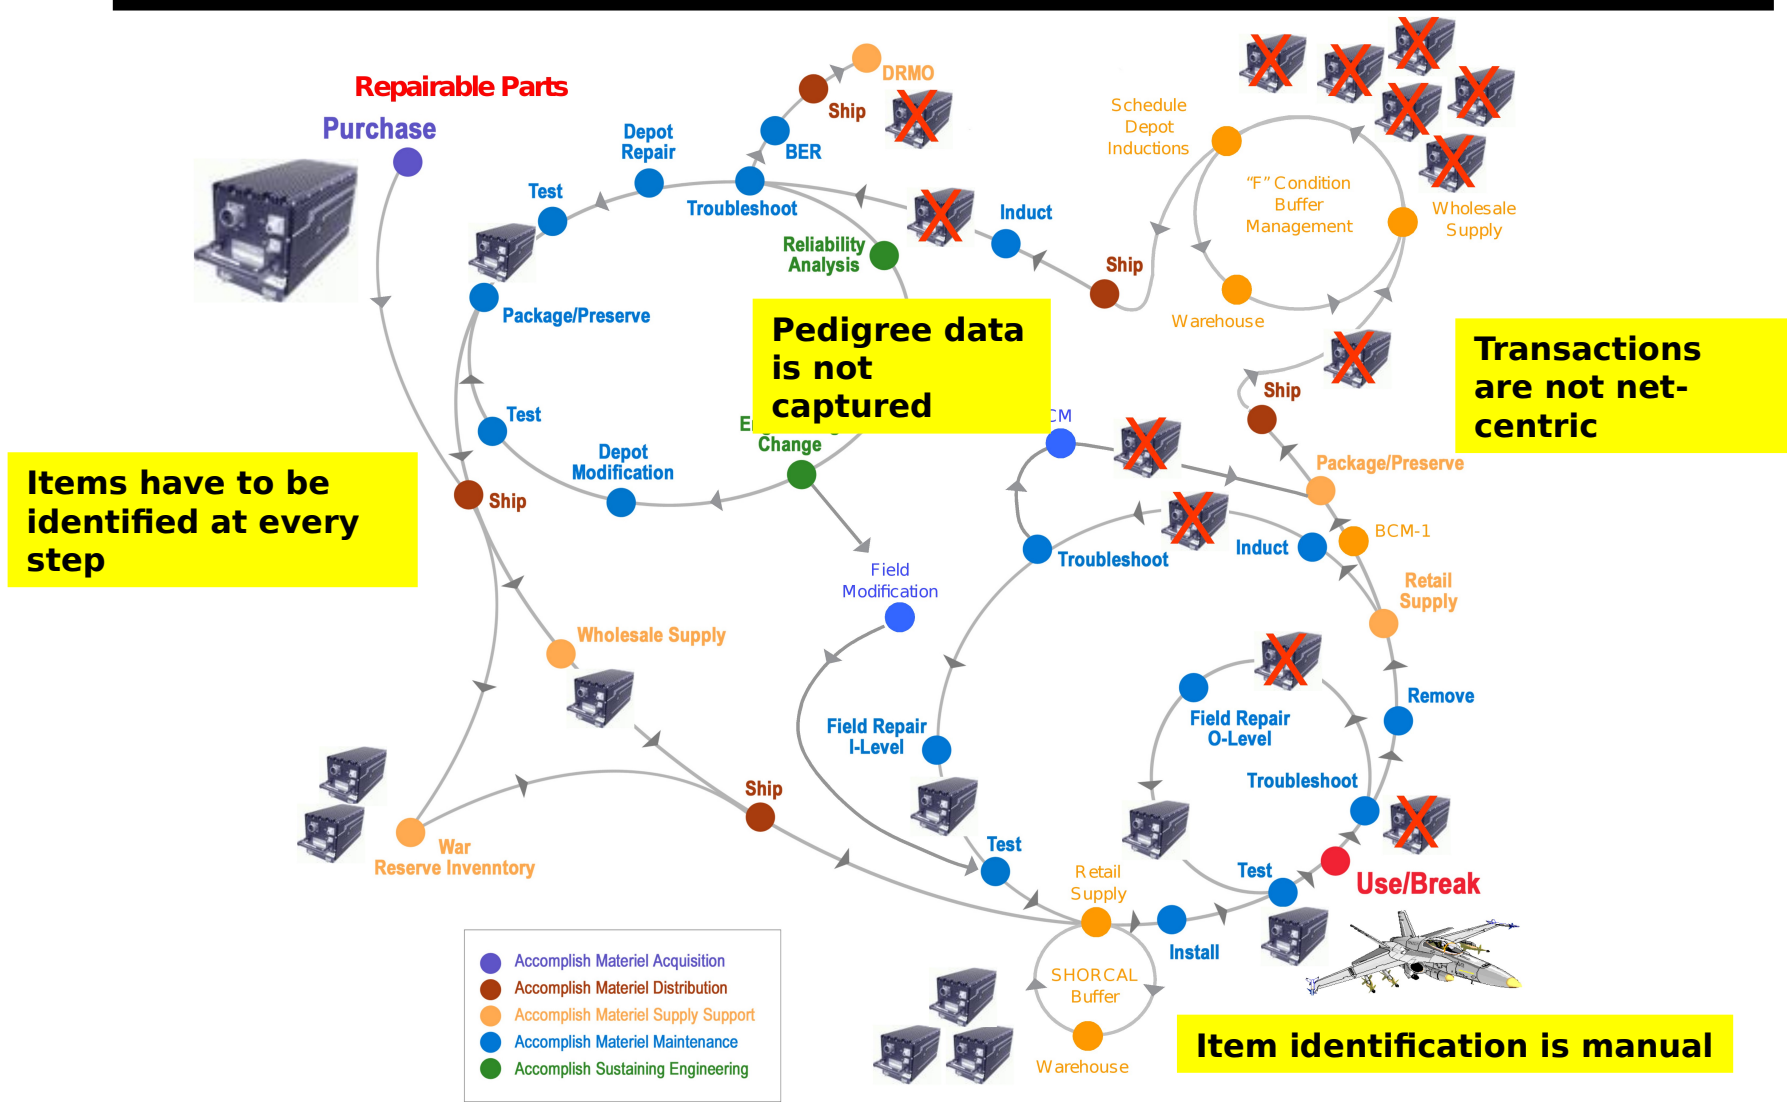 Repairable Parts
Purchase
DRMO
Ship
BER
Depot
Repair
Test
Troubleshoot
Reliability
Analysis
Package/Preserve
Induct
Ship
Schedule
Depot
Inductions
"F" Condition
Buffer
Management
Wholesale
Supply
Warehouse
Pedigree data
is not
captured
Transactions
are not net-
centric
Items have to be
identified at every
step
Test
Depot
Modification
Change
CM
Ship
Ship
Package/Preserve
BCM-1
Induct
Troubleshoot
Retail
Supply
Field
Modification
Wholesale Supply
Field Repair
I-Level
Field Repair
O-Level
Remove
Troubleshoot
Ship
War
Reserve Invenntory
Test
Retail
Supply
Test
Use/Break
Install
SHORCAL
Buffer
Warehouse
Item identification is manual
Accomplish Materiel Acquisition
Accomplish Materiel Distribution
Accomplish Materiel Supply Support
Accomplish Materiel Maintenance
Accomplish Sustaining Engineering